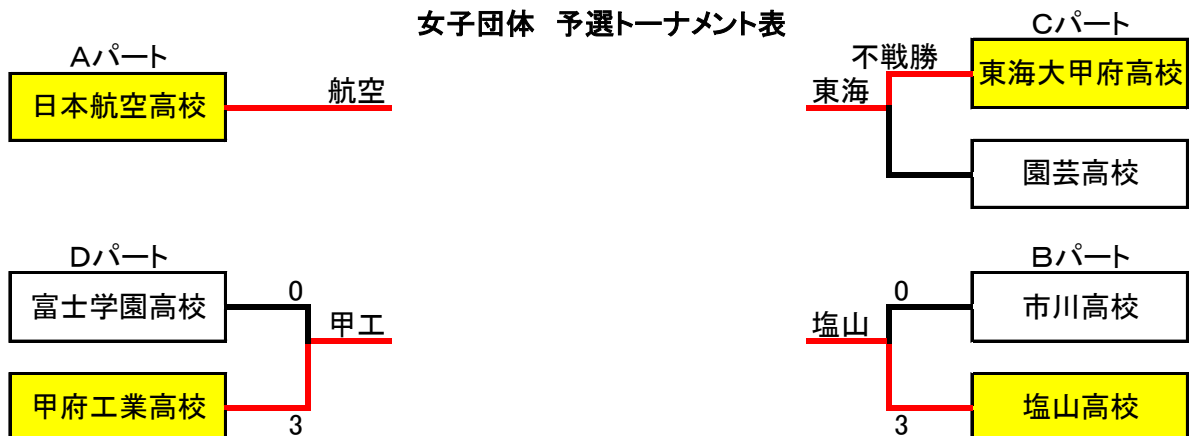 女子団体 予選トーナメント表
Aパート
日本航空高校
航空
Cパート
不戦勝
東海大甲府高校
東海
園芸高校
Dパート
富士学園高校
0
甲工
甲府工業高校
3
Bパート
0
市川高校
塩山
塩山高校
3